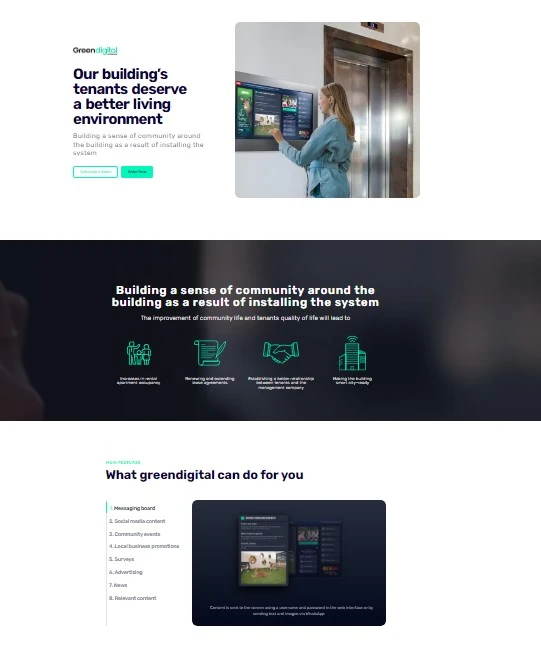 Greendigital
Our building's
tenants deserve
a better living
environment
Building a sense of community around
the building as a result of installing the
system
Building a sense of community around the
building as a result of installing the system
The improvement of community life and tenants quality of life will lead to
Increases in rental
apartment occupancy
Renewing and extending
lease agreements
Establishing a better relationship
between tenants and the
management company
Making the building
smart city-ready
MAIN FEATURES
What greendigital can do for you
1. Messaging board
2. Social media content
3. Community events
4. Local business promotions
5. Surveys
6. Advertising
7. News
8. Relevant content
Content is sent to the screen using a username and password in the web interface or by
sending text and images via WhatsApp